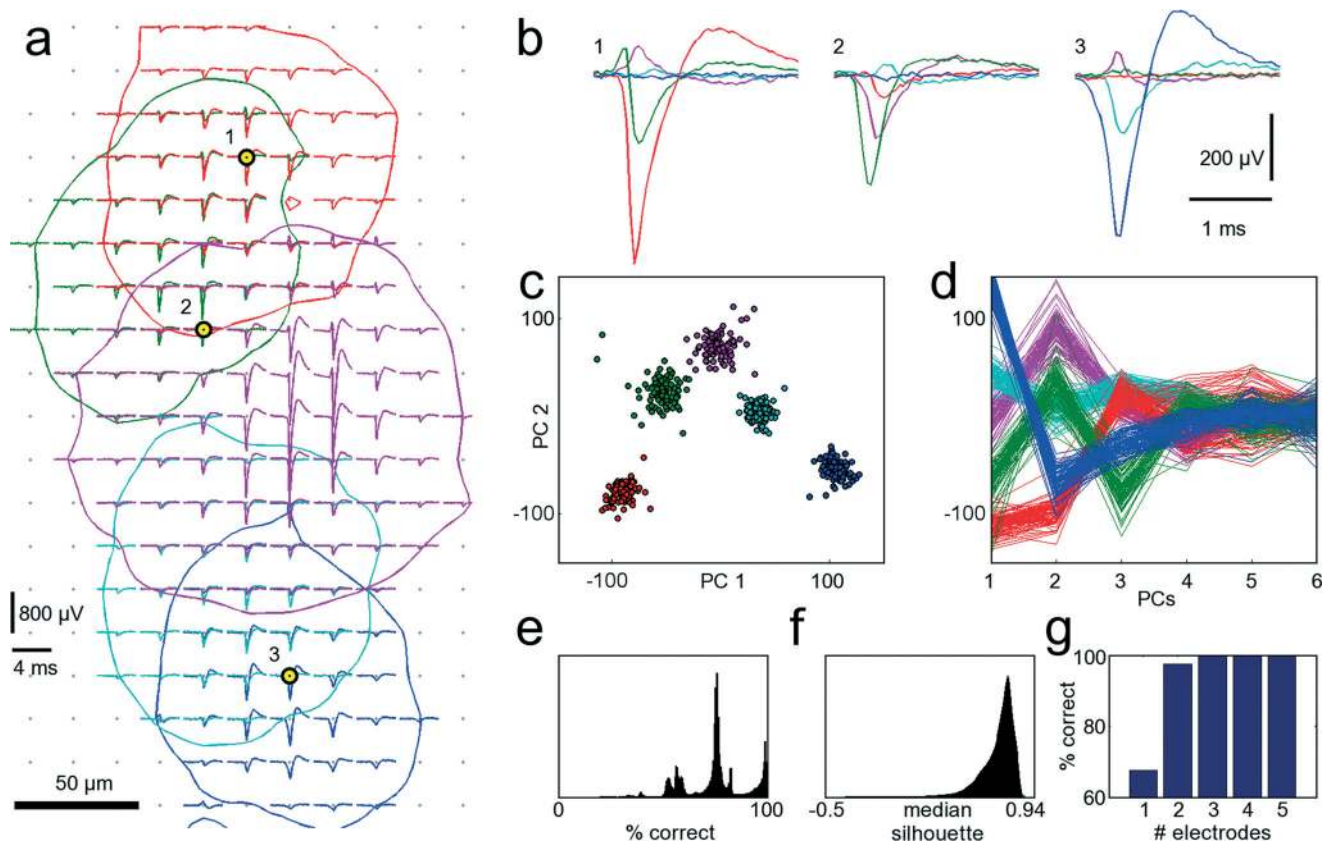 a
1
2
3
800 µV
4 ms
50 µm
b
1
2
3
200 µV
1 ms
c
100
PC 2
-100
-100
PC 1
100
d
100
-100
1
2
3
4
5
6
PCs
e
0
100
% correct
f
-0.5
median
0.94
silhouette
g
100
% correct
80
60
1
2
3
4
5
# electrodes